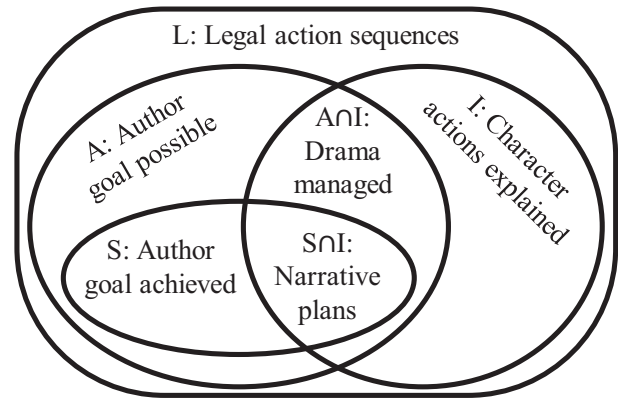 L: Legal action sequences
A: Author
goal possible
A∩I:
Drama
managed
I: Character
actions explained
S: Author
goal achieved
S∩I:
Narrative
plans